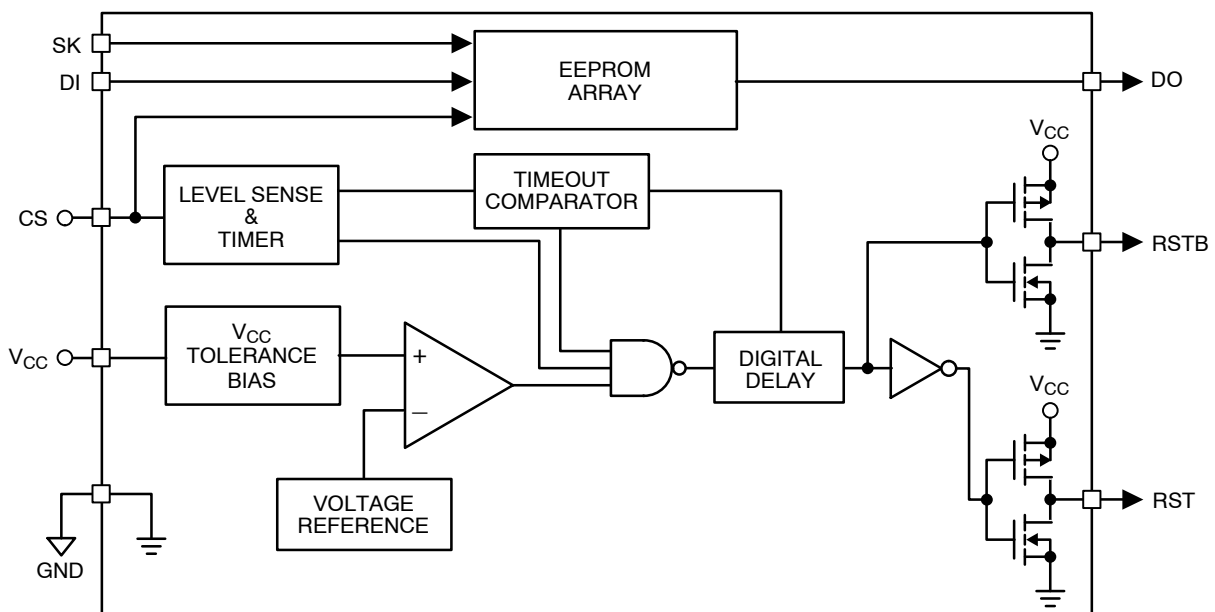 SK
DI
EEPROM
ARRAY
DO
VCC
CS
LEVEL SENSE
&
TIMER
TIMEOUT
COMPARATOR
RSTB
VCC
VCC
TOLERANCE
BIAS
+
–
DIGITAL
DELAY
VCC
VOLTAGE
REFERENCE
RST
GND